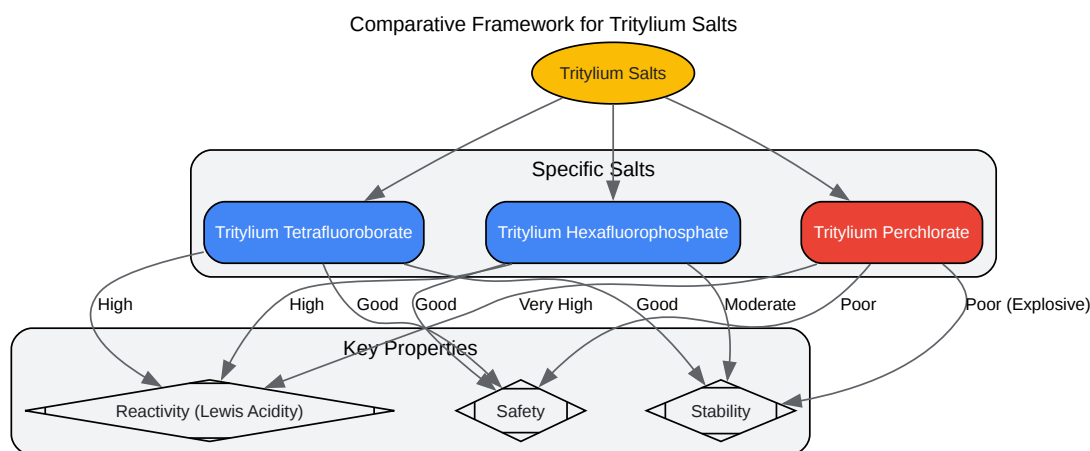 Comparative Framework for Tritylium Salts
Tritylium Salts
Specific Salts
Tritylium Tetrafluoroborate
Tritylium Hexafluorophosphate
Tritylium Perchlorate
High
High
Good
Good
Very High
Good
Moderate
Poor
Poor (Explosive)
Key Properties
Reactivity (Lewis Acidity)
Safety
Stability